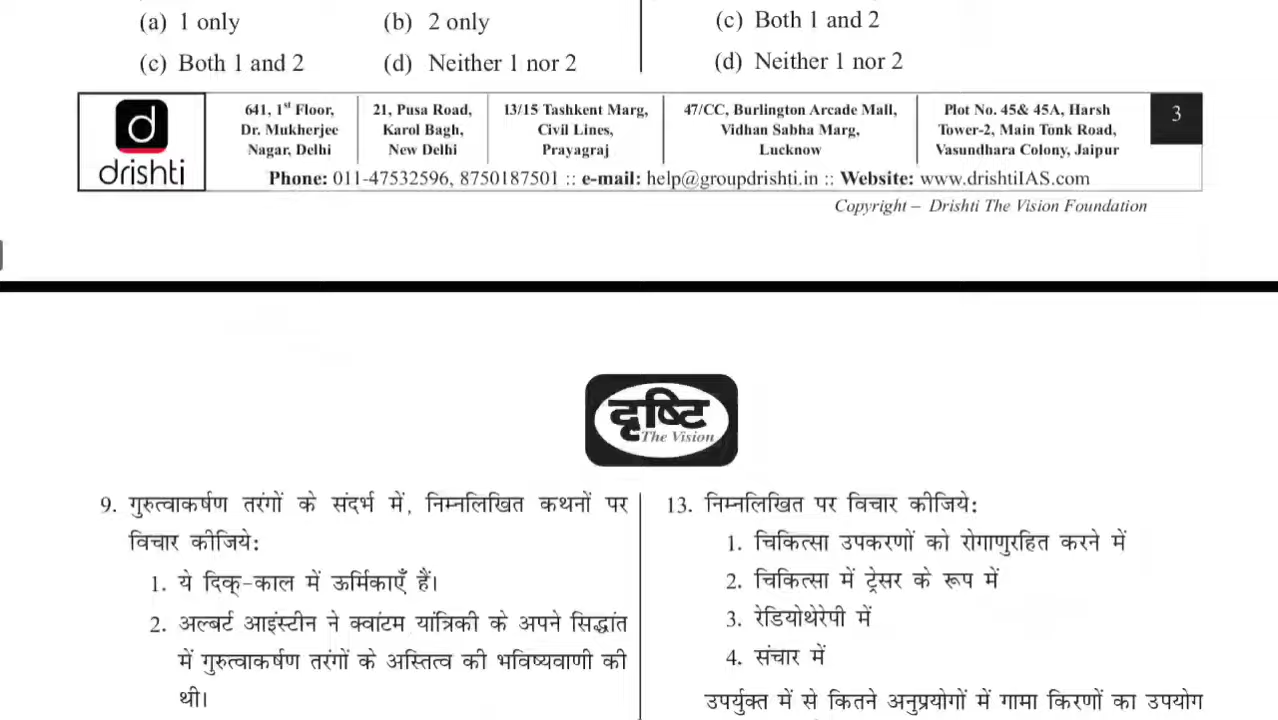 (a) 1 only (b) 2 only
(c) Both 1 and 2 (d) Neither 1 nor 2
(c) Both 1 and 2
(d) Neither 1 nor 2
d
drishti
641, 1st Floor,
Dr. Mukherjee
Nagar, Delhi
21, Pusa Road,
Karol Bagh,
New Delhi
13/15 Tashkent Marg,
Civil Lines,
Prayagraj
47/CC, Burlington Arcade Mall,
Vidhan Sabha Marg,
Lucknow
Plot No. 45& 45A, Harsh
Tower-2, Main Tonk Road,
Vasundhara Colony, Jaipur
3
Phone: 011-47532596, 8750187501 :: e-mail: help@groupdrishti.in :: Website: www.drishtiIAS.com
Copyright – Drishti The Vision Foundation
दृष्टि
The Vision
9. गुरुत्वाकर्षण तरंगों के संदर्भ में, निम्नलिखित कथनों पर
विचार कीजिये:
1. ये दिक्-काल में ऊर्मिकाएँ हैं।
2. अल्बर्ट आइंस्टीन ने क्वांटम यांत्रिकी के अपने सिद्धांत
में गुरुत्वाकर्षण तरंगों के अस्तित्व की भविष्यवाणी की
थी।
13. निम्नलिखित पर विचार कीजिये:
1. चिकित्सा उपकरणों को रोगाणुरहित करने में
2. चिकित्सा में ट्रेसर के रूप में
3. रेडियोथेरेपी में
4. संचार में
उपर्युक्त में से कितने अनुप्रयोगों में गामा किरणों का उपयोग